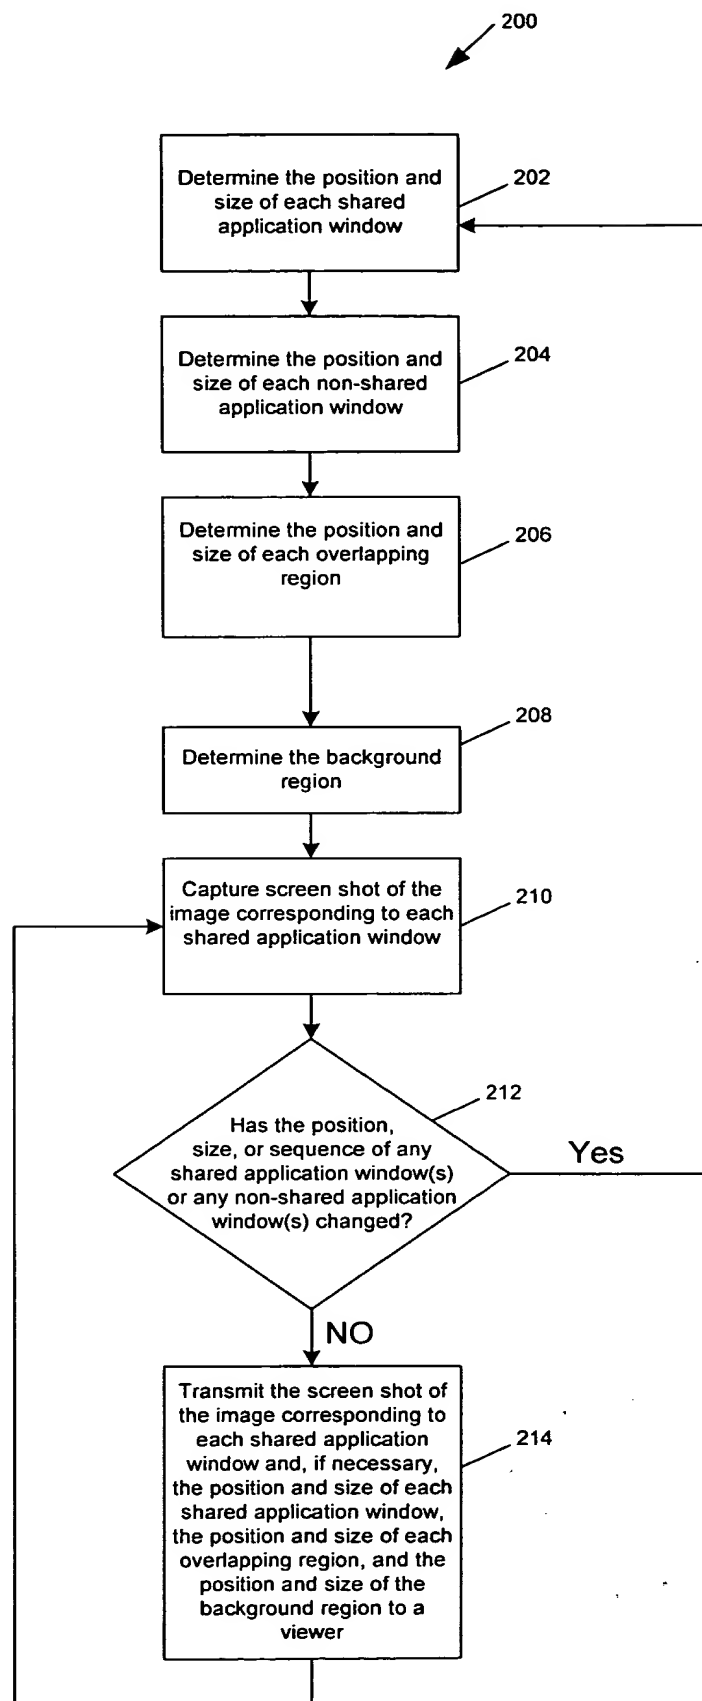 200
Determine the position and
size of each shared
application window
202
Determine the position and
size of each non-shared
application window
204
Determine the position and
size of each overlapping
region
206
Determine the background
region
208
Capture screen shot of the
image corresponding to each
shared application window
210
Has the position,
size, or sequence of any
shared application window(s)
or any non-shared application
window(s) changed?
212
Yes
NO
Transmit the screen shot of
the image corresponding to
each shared application
window and, if necessary,
the position and size of each
shared application window,
the position and size of each
overlapping region, and the
position and size of the
background region to a
viewer
214